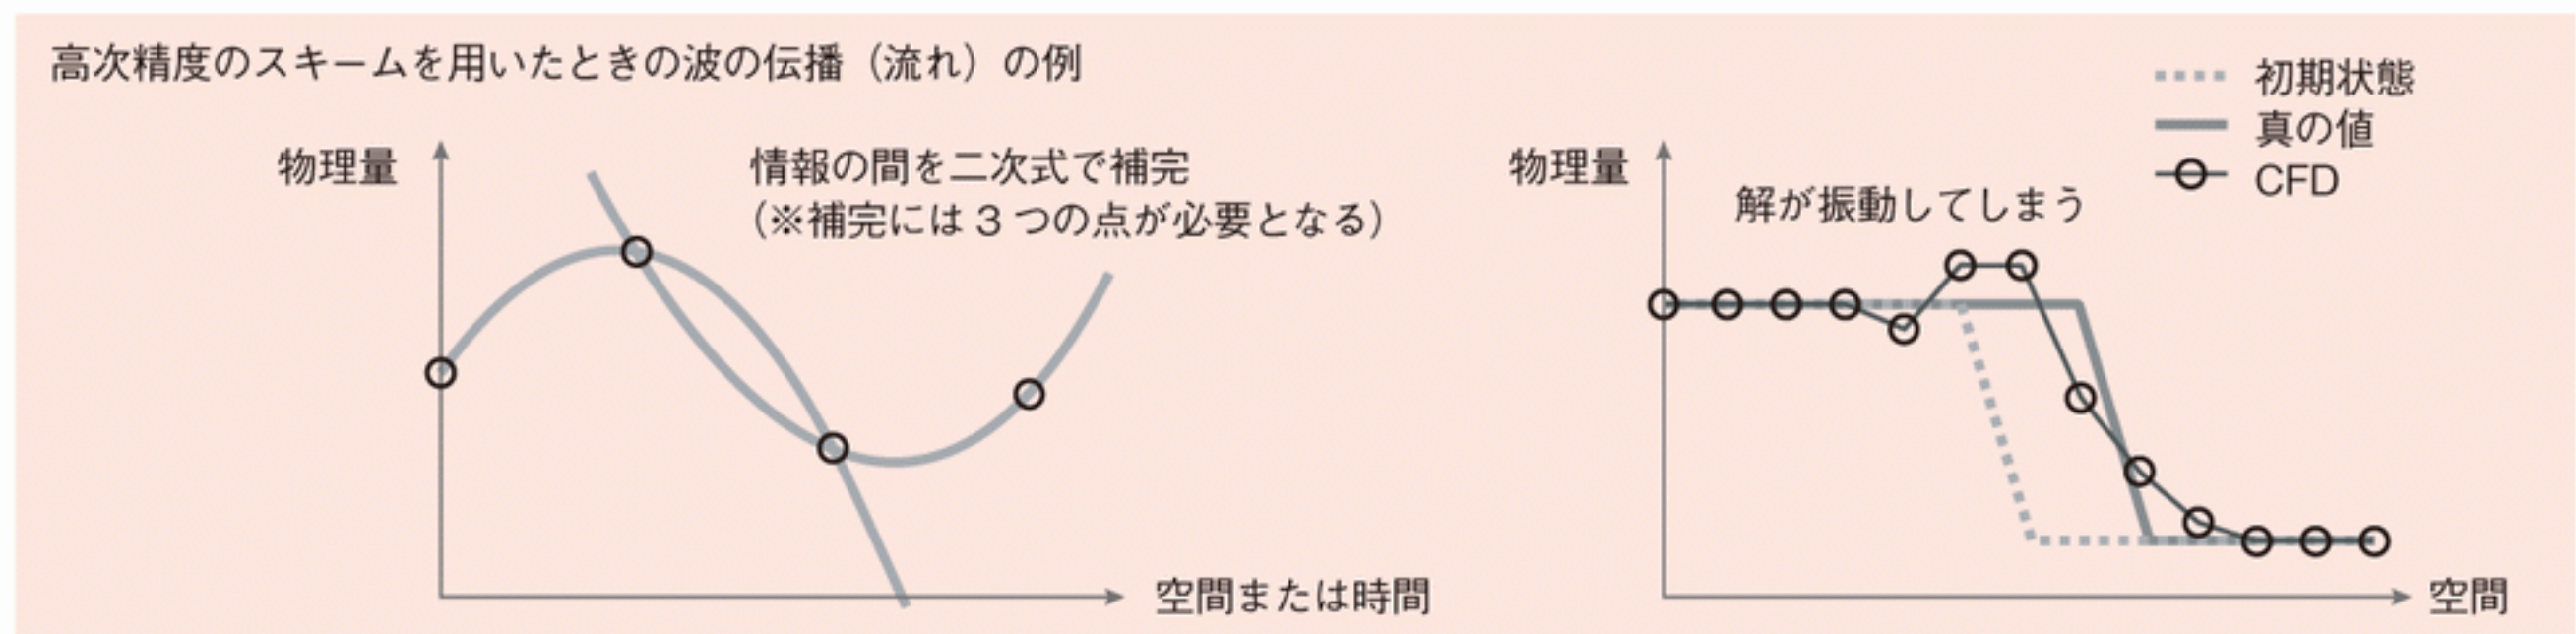 高次精度のスキームを用いたときの波の伝播（流れ）の例
物理量
情報の間を二次式で補完
（※補完には 3 つの点が必要となる）
空間または時間
物理量
解が振動してしまう
初期状態
真の値
CFD
空間